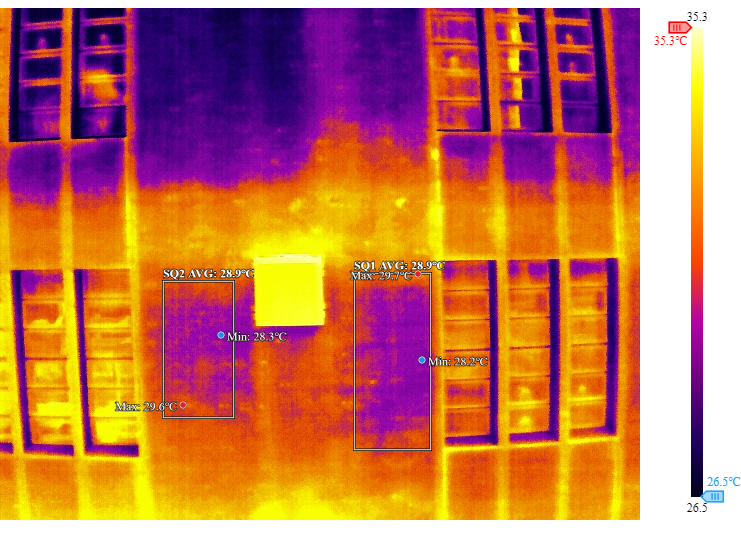 35.3
35.3℃
SQ2 AVG: 28.9℃
SQ1 AVG: 28.9℃
Max: 29.7℃
Min: 28.3℃
Min: 28.2℃
Max: 29.6℃
26.5℃
26.5